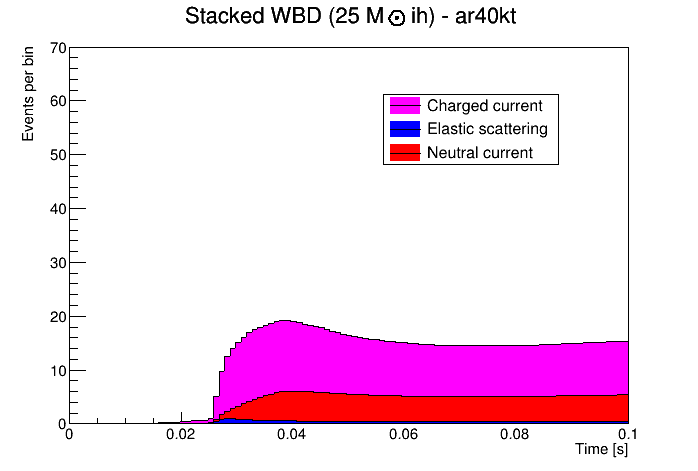 Stacked WBD (25 M⊙ ih) - ar40kt
Events per bin
70
60
50
40
30
20
10
0
Charged current
Elastic scattering
Neutral current
0 0.02 0.04 0.06 0.08 0.1
Time [s]